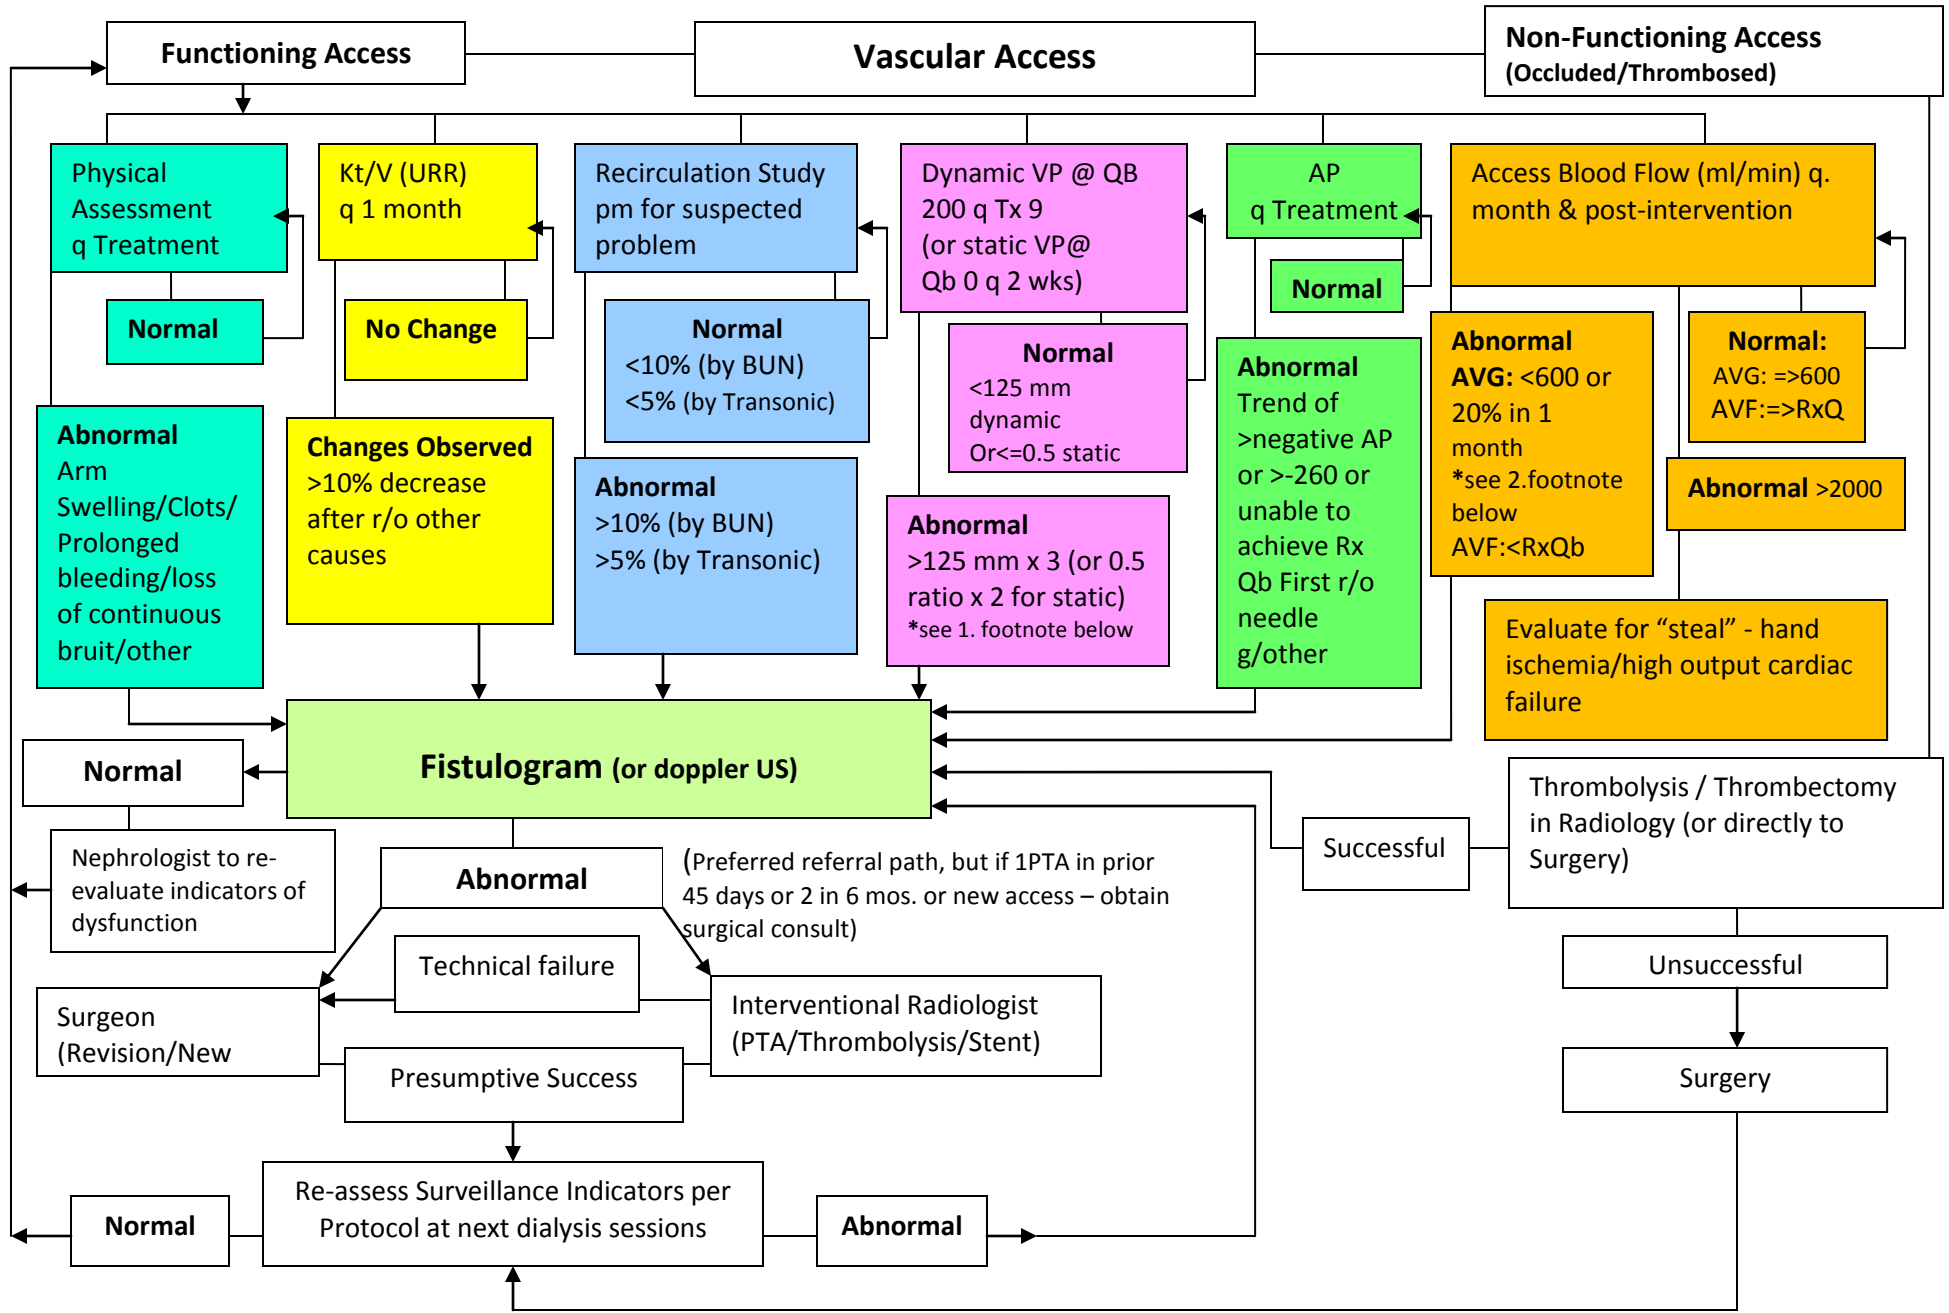 Functioning Access
Vascular Access
Non-Functioning Access
(Occluded/Thrombosed)
Physical
Assessment
q Treatment
Kt/V (URR)
q 1 month
Recirculation Study
pm for suspected
problem
Dynamic VP @ QB
200 q Tx 9
(or static VP@
Qb 0 q 2 wks)
AP
q Treatment
Access Blood Flow (ml/min) q.
month & post-intervention
Normal
No Change
Normal
<10% (by BUN)
<5% (by Transonic)
Normal
<125 mm
dynamic
Or<=0.5 static
Normal
Abnormal
AVG: <600 or
20% in 1
month
*see 2.footnote
below
AVF:<RxQb
Normal:
AVG: =>600
AVF:=>RxQ
Abnormal
Arm
Swelling/Clots/
Prolonged
bleeding/loss
of continuous
bruit/other
Changes Observed
>10% decrease
after r/o other
causes
Abnormal
>10% (by BUN)
>5% (by Transonic)
Abnormal
>125 mm x 3 (or 0.5
ratio x 2 for static)
*see 1. footnote below
Abnormal
Trend of
>negative AP
or >-260 or
unable to
achieve Rx
Qb First r/o
needle
g/other
Abnormal >2000
Evaluate for “steal” - hand
ischemia/high output cardiac
failure
Fistulogram (or doppler US)
Normal
Nephrologist to re-
evaluate indicators of
dysfunction
Abnormal
(Preferred referral path, but if 1PTA in prior
45 days or 2 in 6 mos. or new access – obtain
surgical consult)
Successful
Thrombolysis / Thrombectomy
in Radiology (or directly to
Surgery)
Technical failure
Unsuccessful
Surgeon
(Revision/New
Interventional Radiologist
(PTA/Thrombolysis/Stent)
Presumptive Success
Surgery
Normal
Re-assess Surveillance Indicators per
Protocol at next dialysis sessions
Abnormal